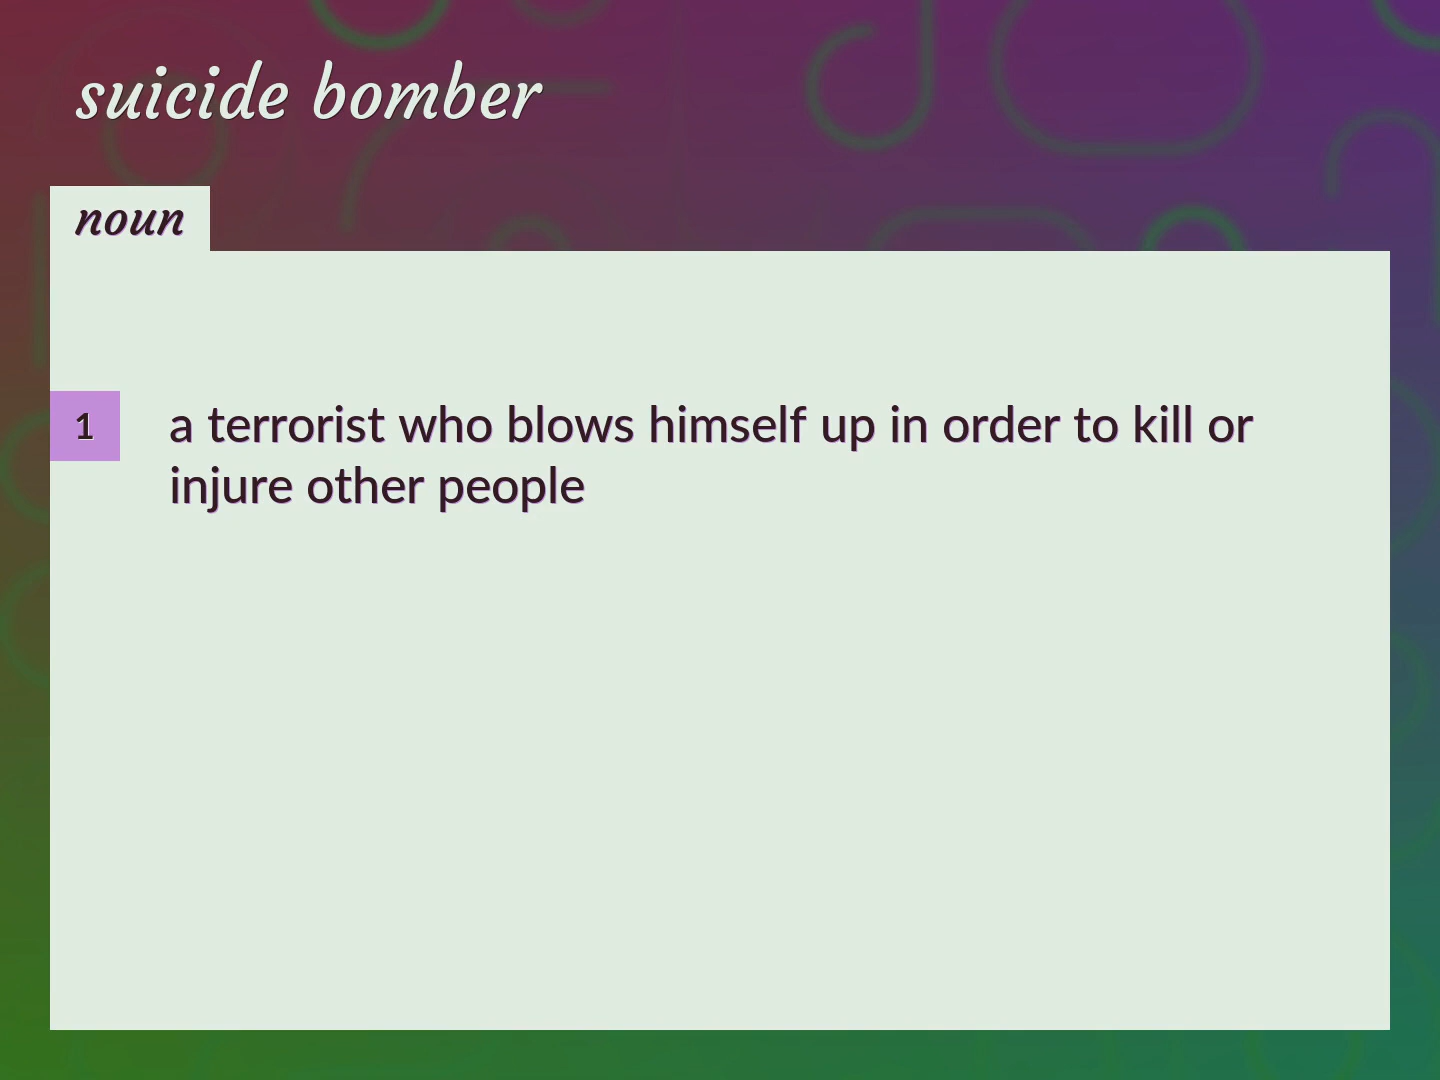 suicide bomber
noun
1
a terrorist who blows himself up in order to kill or
injure other people